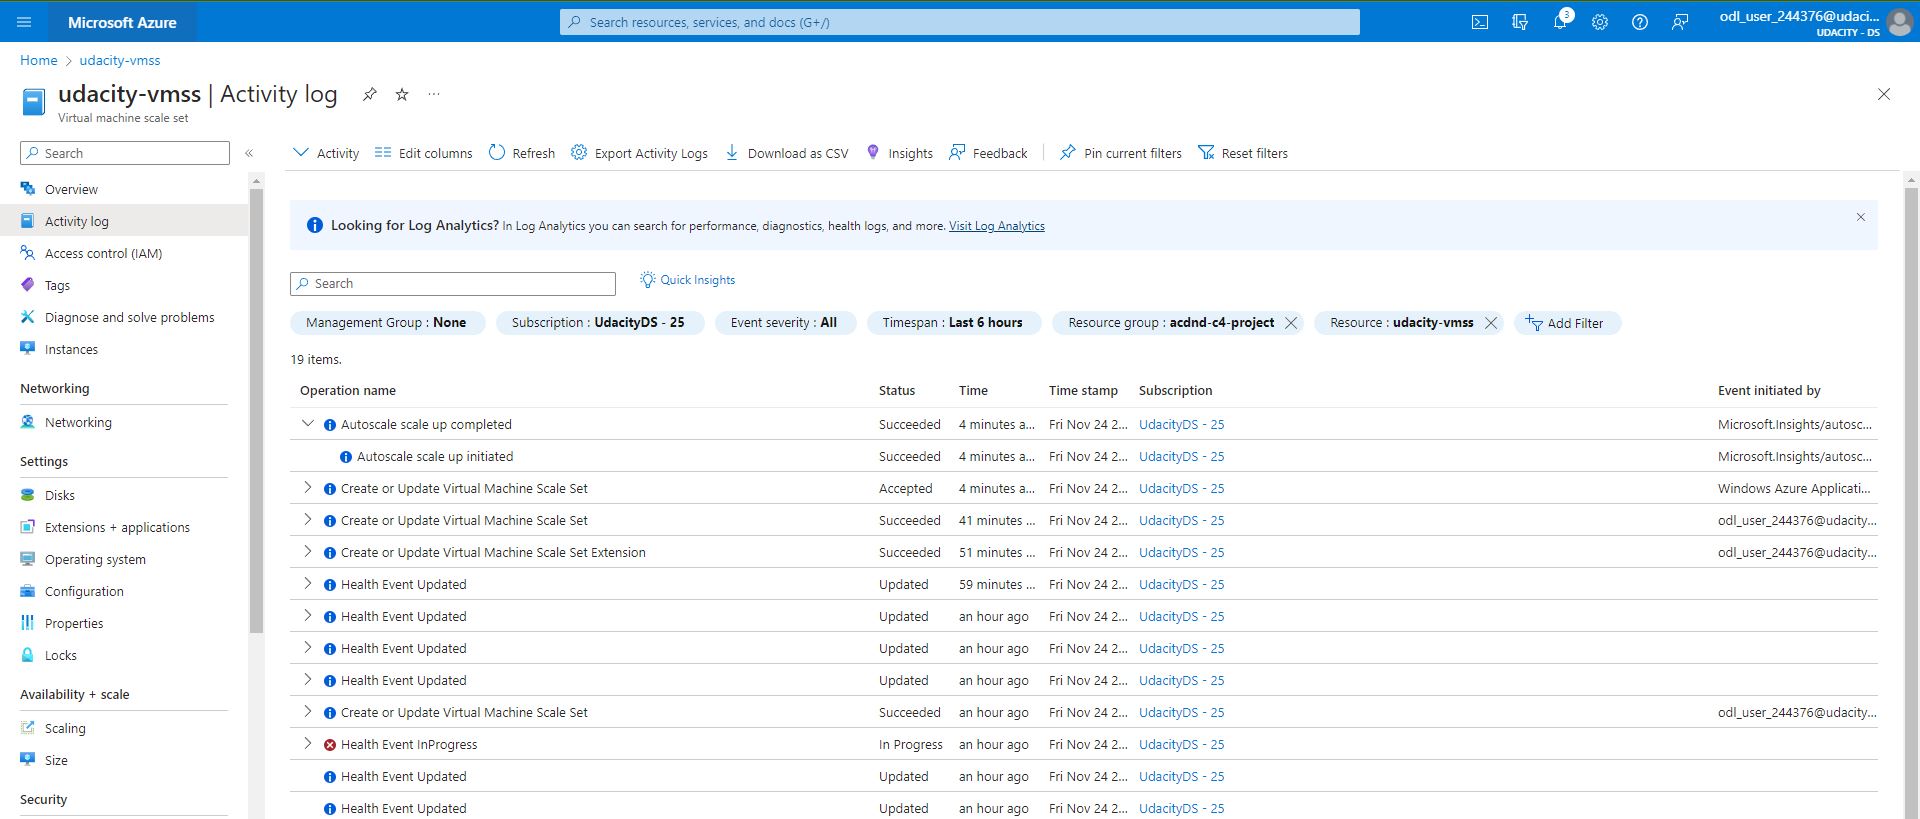 Microsoft Azure
Search resources, services, and docs (G+/)
3
odl_user_244376@udaci...
UDACITY - DS
Home > udacity-vmss
udacity-vmss | Activity log
...
Virtual machine scale set
Search
«
Overview
Activity log
Access control (IAM)
Tags
Diagnose and solve problems
Instances
Networking
Networking
Settings
Disks
Extensions + applications
Operating system
Configuration
Properties
Locks
Availability + scale
Scaling
Size
Security
Activity Edit columns Refresh Export Activity Logs Download as CSV Insights Feedback Pin current filters Reset filters
Looking for Log Analytics? In Log Analytics you can search for performance, diagnostics, health logs, and more. Visit Log Analytics
Search
Quick Insights
Management Group : None Subscription : UdacityDS - 25 Event severity : All Timespan : Last 6 hours Resource group : acdnd-c4-project Resource : udacity-vmss Add Filter
19 items.
Operation name Status Time Time stamp Subscription Event initiated by
Autoscale scale up completed Succeeded 4 minutes a... Fri Nov 24 2... UdacityDS - 25 Microsoft.Insights/autosc...
Autoscale scale up initiated Succeeded 4 minutes a... Fri Nov 24 2... UdacityDS - 25 Microsoft.Insights/autosc...
Create or Update Virtual Machine Scale Set Accepted 4 minutes a... Fri Nov 24 2... UdacityDS - 25 Windows Azure Applicati...
Create or Update Virtual Machine Scale Set Succeeded 41 minutes ... Fri Nov 24 2... UdacityDS - 25 odl_user_244376@udacity...
Create or Update Virtual Machine Scale Set Extension Succeeded 51 minutes ... Fri Nov 24 2... UdacityDS - 25 odl_user_244376@udacity...
Health Event Updated Updated 59 minutes ... Fri Nov 24 2... UdacityDS - 25
Health Event Updated Updated an hour ago Fri Nov 24 2... UdacityDS - 25
Health Event Updated Updated an hour ago Fri Nov 24 2... UdacityDS - 25
Health Event Updated Updated an hour ago Fri Nov 24 2... UdacityDS - 25
Create or Update Virtual Machine Scale Set Succeeded an hour ago Fri Nov 24 2... UdacityDS - 25 odl_user_244376@udacity...
Health Event InProgress In Progress an hour ago Fri Nov 24 2... UdacityDS - 25
Health Event Updated Updated an hour ago Fri Nov 24 2... UdacityDS - 25
Health Event Updated Updated an hour ago Fri Nov 24 2... UdacityDS - 25